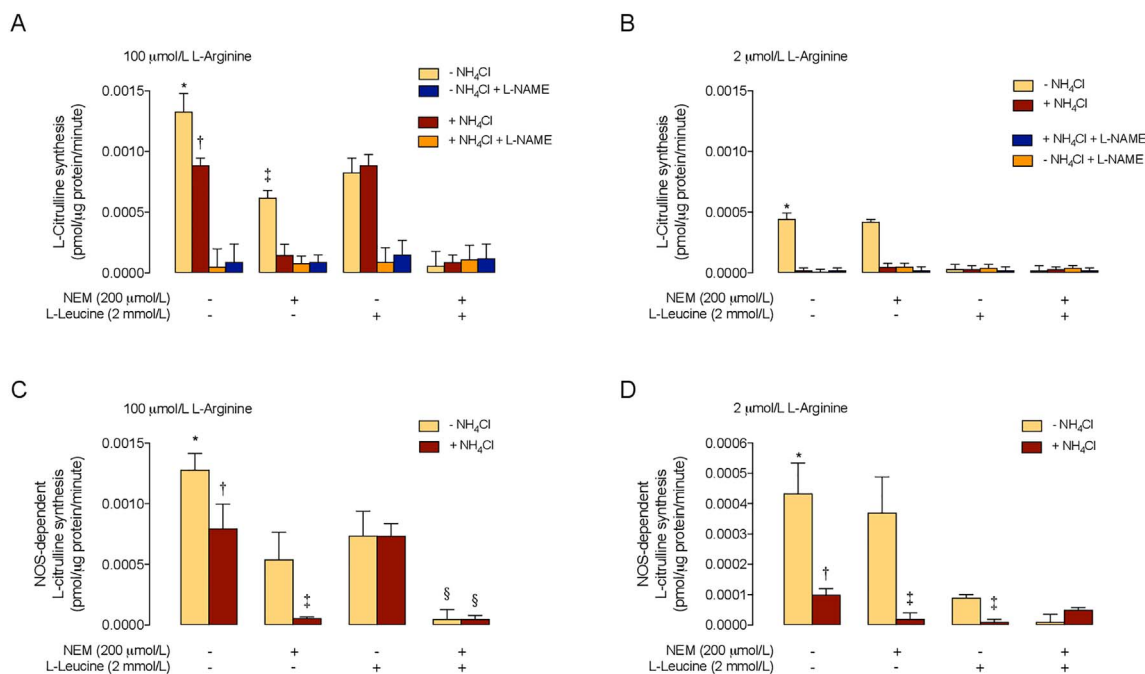 A
100 μmol/L L-Arginine
L-Citrulline synthesis
(pmol/μg protein/minute)
0.0015
0.0010
0.0005
0.0000
*
†
‡
- NH₄Cl
- NH₄Cl + L-NAME
+ NH₄Cl
+ NH₄Cl + L-NAME
NEM (200 μmol/L) - + - +
L-Leucine (2 mmol/L) - - + +
B
2 μmol/L L-Arginine
L-Citrulline synthesis
(pmol/μg protein/minute)
0.0015
0.0010
0.0005
0.0000
*
- NH₄Cl
+ NH₄Cl
+ NH₄Cl + L-NAME
- NH₄Cl + L-NAME
NEM (200 μmol/L) - + - +
L-Leucine (2 mmol/L) - - + +
C
100 μmol/L L-Arginine
NOS-dependent
L-citrulline synthesis
(pmol/μg protein/minute)
0.0015
0.0010
0.0005
0.0000
*
†
‡
§ §
- NH₄Cl
+ NH₄Cl
NEM (200 μmol/L) - + - +
L-Leucine (2 mmol/L) - - + +
D
2 μmol/L L-Arginine
NOS-dependent
L-citrulline synthesis
(pmol/μg protein/minute)
0.0006
0.0005
0.0004
0.0003
0.0002
0.0001
0.0000
*
†
‡ ‡
- NH₄Cl
+ NH₄Cl
NEM (200 μmol/L) - + - +
L-Leucine (2 mmol/L) - - + +